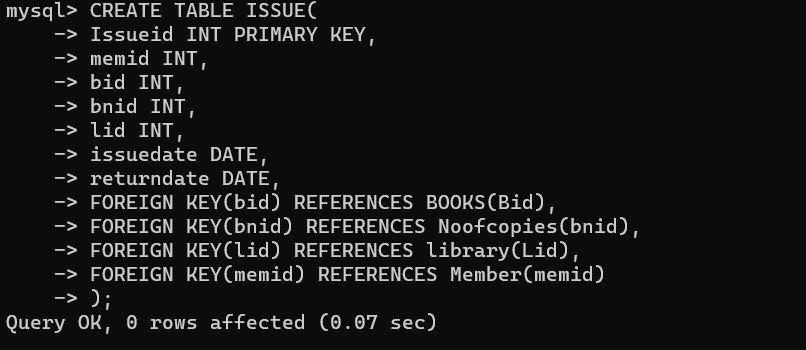 mysql> CREATE TABLE ISSUE(
    -> Issueid INT PRIMARY KEY,
    -> memid INT,
    -> bid INT,
    -> bnid INT,
    -> lid INT,
    -> issuedate DATE,
    -> returndate DATE,
    -> FOREIGN KEY(bid) REFERENCES BOOKS(Bid),
    -> FOREIGN KEY(bnid) REFERENCES Noofcopies(bnid),
    -> FOREIGN KEY(lid) REFERENCES library(Lid),
    -> FOREIGN KEY(memid) REFERENCES Member(memid)
    -> );
Query OK, 0 rows affected (0.07 sec)